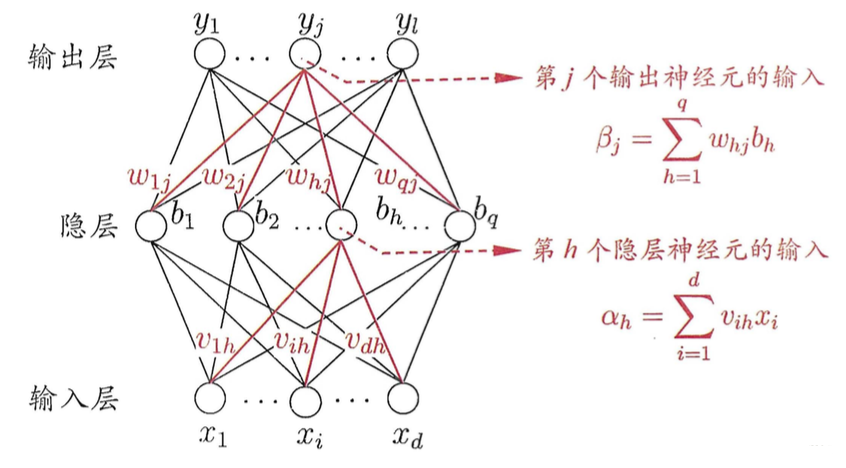 y₁ yⱼ yₗ
输出层 ··· ···
第 j 个输出神经元的输入
βⱼ = ∑_{h=1}^{q} w_{hj}b_h
w_{1j} w_{2j} w_{hj} w_{qj}
隐层 b₁ b₂ ... b_h ... b_q
第 h 个隐层神经元的输入
α_h = ∑_{i=1}^{d} v_{ih}x_i
v_{1h} v_{ih} v_{dh}
输入层 ··· ···
x₁ x_i x_d